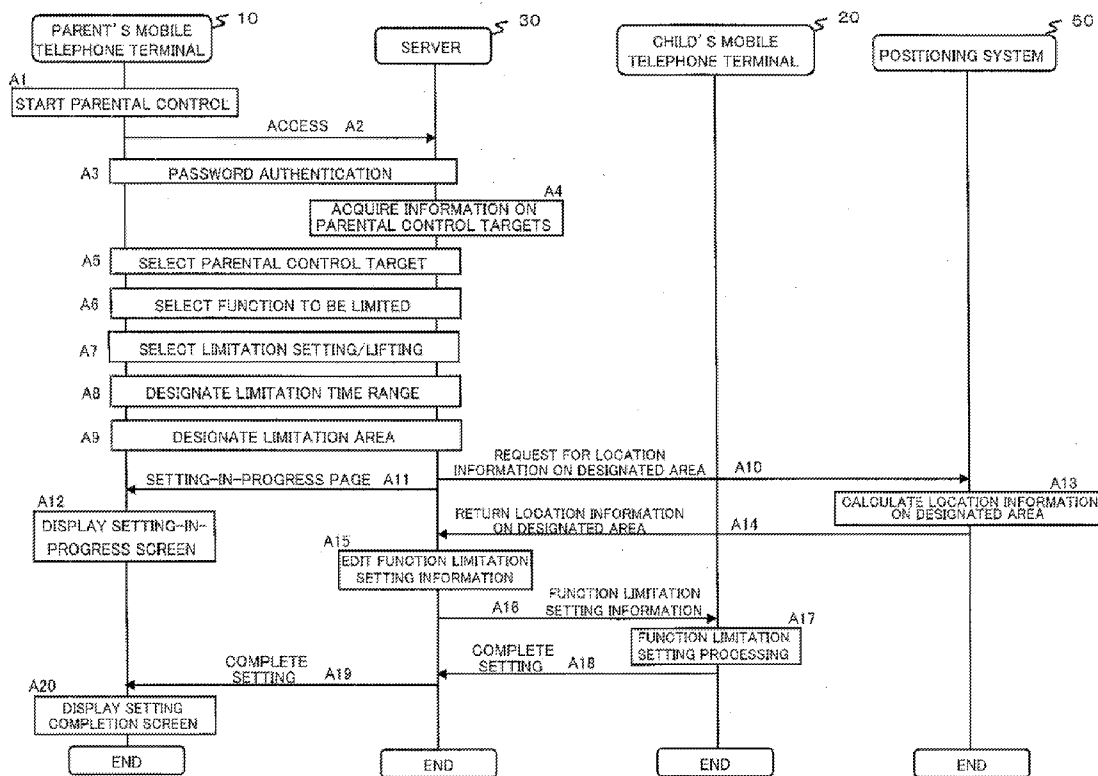 PARENT'S MOBILE
TELEPHONE TERMINAL
10
SERVER
30
CHILD'S MOBILE
TELEPHONE TERMINAL
20
POSITIONING SYSTEM
50
A1
START PARENTAL CONTROL
ACCESS A2
A3
PASSWORD AUTHENTICATION
A4
ACQUIRE INFORMATION ON
PARENTAL CONTROL TARGETS
A5
SELECT PARENTAL CONTROL TARGET
A6
SELECT FUNCTION TO BE LIMITED
A7
SELECT LIMITATION SETTING/LIFTING
A8
DESIGNATE LIMITATION TIME RANGE
A9
DESIGNATE LIMITATION AREA
REQUEST FOR LOCATION
INFORMATION ON DESIGNATED AREA A10
SETTING-IN-PROGRESS PAGE A11
A12
DISPLAY SETTING-IN-
PROGRESS SCREEN
A13
CALCULATE LOCATION INFORMATION
ON DESIGNATED AREA
RETURN LOCATION INFORMATION
ON DESIGNATED AREA A14
A15
EDIT FUNCTION LIMITATION
SETTING INFORMATION
A16
FUNCTION LIMITATION
SETTING INFORMATION
A17
FUNCTION LIMITATION
SETTING PROCESSING
COMPLETE
SETTING A18
COMPLETE
SETTING A19
A20
DISPLAY SETTING
COMPLETION SCREEN
END
END
END
END